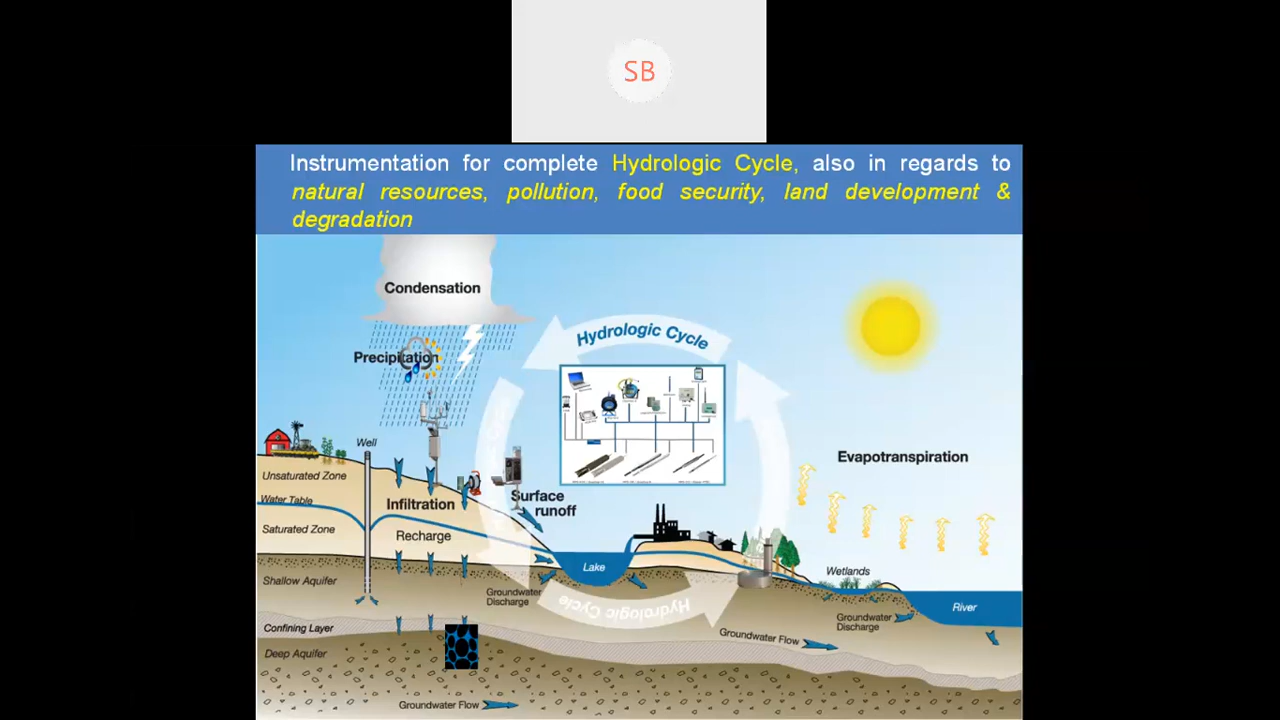 SB
Instrumentation for complete Hydrologic Cycle, also in regards to
natural resources, pollution, food security, land development &
degradation
Condensation
Hydrologic Cycle
Precipitation
Well
Evapotranspiration
Unsaturated Zone
Water Table
Infiltration
Surface
runoff
Saturated Zone
Recharge
Lake
Wetlands
Shallow Aquifer
Groundwater
Discharge
Hydrologic Cycle
River
Groundwater
Discharge
Confining Layer
Groundwater Flow
Deep Aquifer
Groundwater Flow